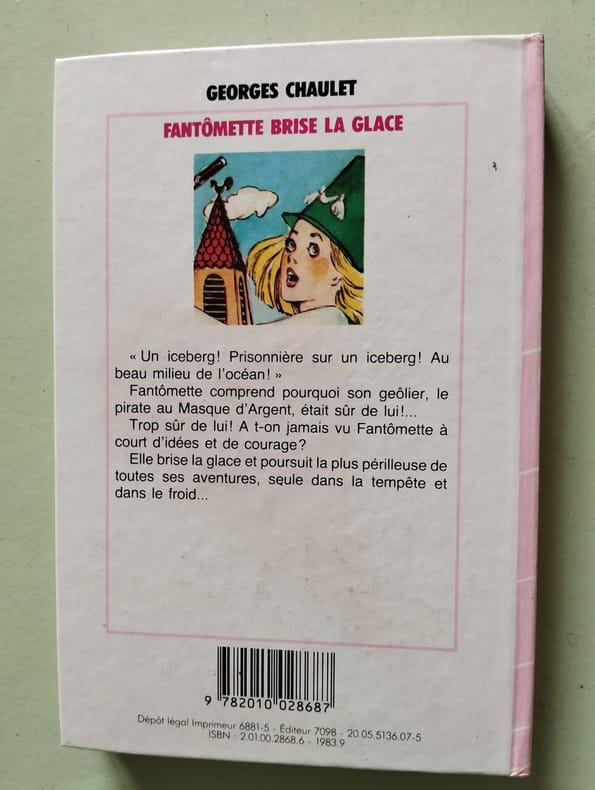 GEORGES CHAULET
FANTÔMETTE BRISE LA GLACE
« Un iceberg! Prisonnière sur un iceberg! Au
beau milieu de l'océan! »
Fantômette comprend pourquoi son geôlier, le
pirate au Masque d'Argent, était sûr de lui!...
Trop sûr de lui! A t-on jamais vu Fantômette à
court d'idées et de courage?
Elle brise la glace et poursuit la plus périlleuse de
toutes ses aventures, seule dans la tempête et
dans le froid...
9 782010 028687
Dépôt légal Imprimeur 6881-5 - Éditeur 7098 - 20.05.5136.07-5
ISBN : 2.01.00.2868.6 - 1983.9